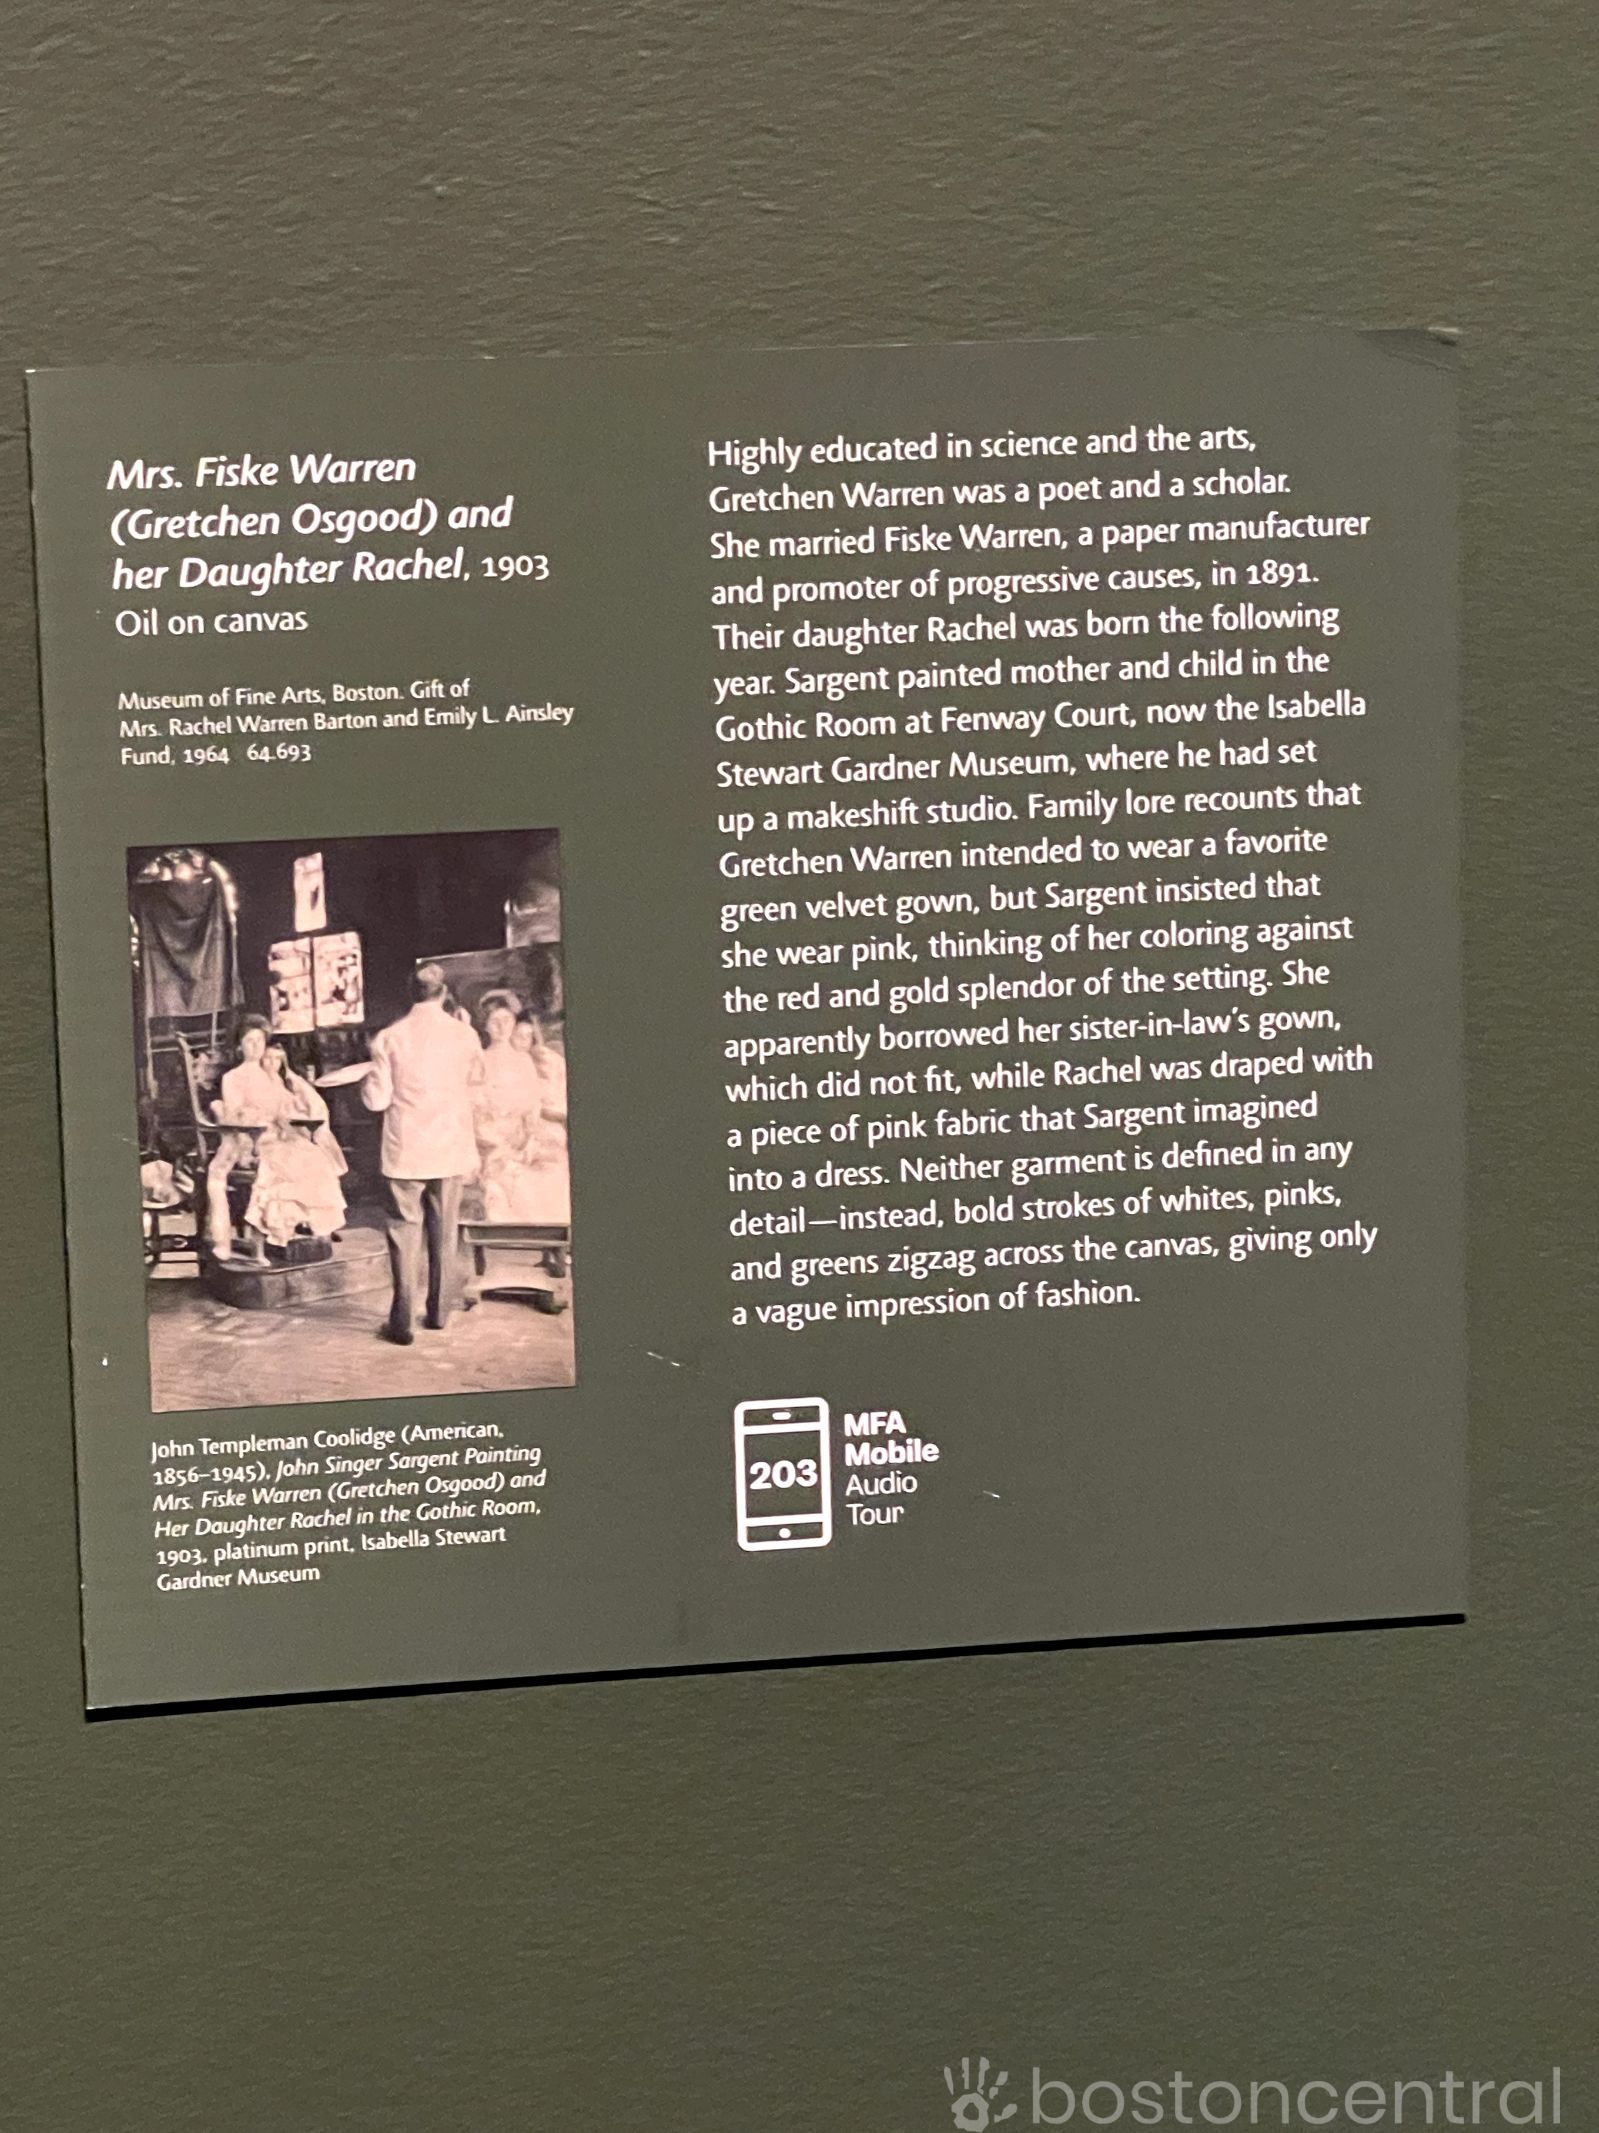 Mrs. Fiske Warren
(Gretchen Osgood) and
her Daughter Rachel, 1903
Oil on canvas
Museum of Fine Arts, Boston. Gift of
Mrs. Rachel Warren Barton and Emily L. Ainsley
Fund, 1964 64.693
John Templeman Coolidge (American,
1856–1945), John Singer Sargent Painting
Mrs. Fiske Warren (Gretchen Osgood) and
Her Daughter Rachel in the Gothic Room,
1903, platinum print, Isabella Stewart
Gardner Museum
Highly educated in science and the arts,
Gretchen Warren was a poet and a scholar.
She married Fiske Warren, a paper manufacturer
and promoter of progressive causes, in 1891.
Their daughter Rachel was born the following
year. Sargent painted mother and child in the
Gothic Room at Fenway Court, now the Isabella
Stewart Gardner Museum, where he had set
up a makeshift studio. Family lore recounts that
Gretchen Warren intended to wear a favorite
green velvet gown, but Sargent insisted that
she wear pink, thinking of her coloring against
the red and gold splendor of the setting. She
apparently borrowed her sister-in-law's gown,
which did not fit, while Rachel was draped with
a piece of pink fabric that Sargent imagined
into a dress. Neither garment is defined in any
detail—instead, bold strokes of whites, pinks,
and greens zigzag across the canvas, giving only
a vague impression of fashion.
203
MFA
Mobile
Audio
Tour
bostoncentral